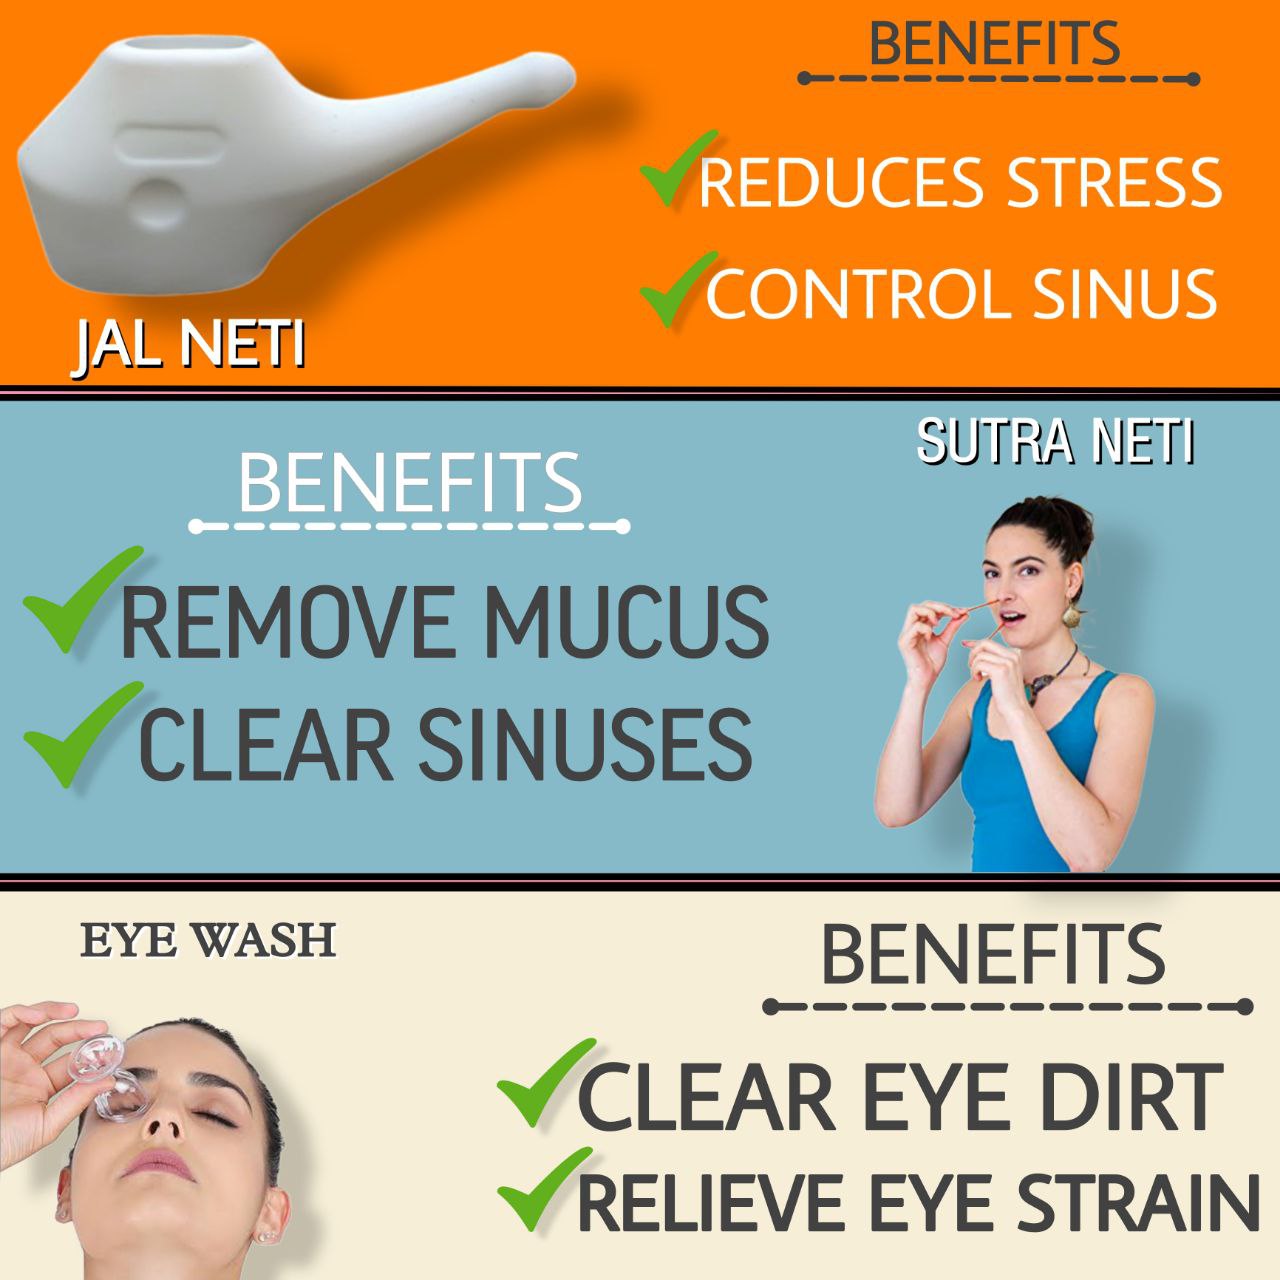 BENEFITS
REDUCES STRESS
CONTROL SINUS
JAL NETI
SUTRA NETI
BENEFITS
REMOVE MUCUS
CLEAR SINUSES
EYE WASH
BENEFITS
CLEAR EYE DIRT
RELIEVE EYE STRAIN